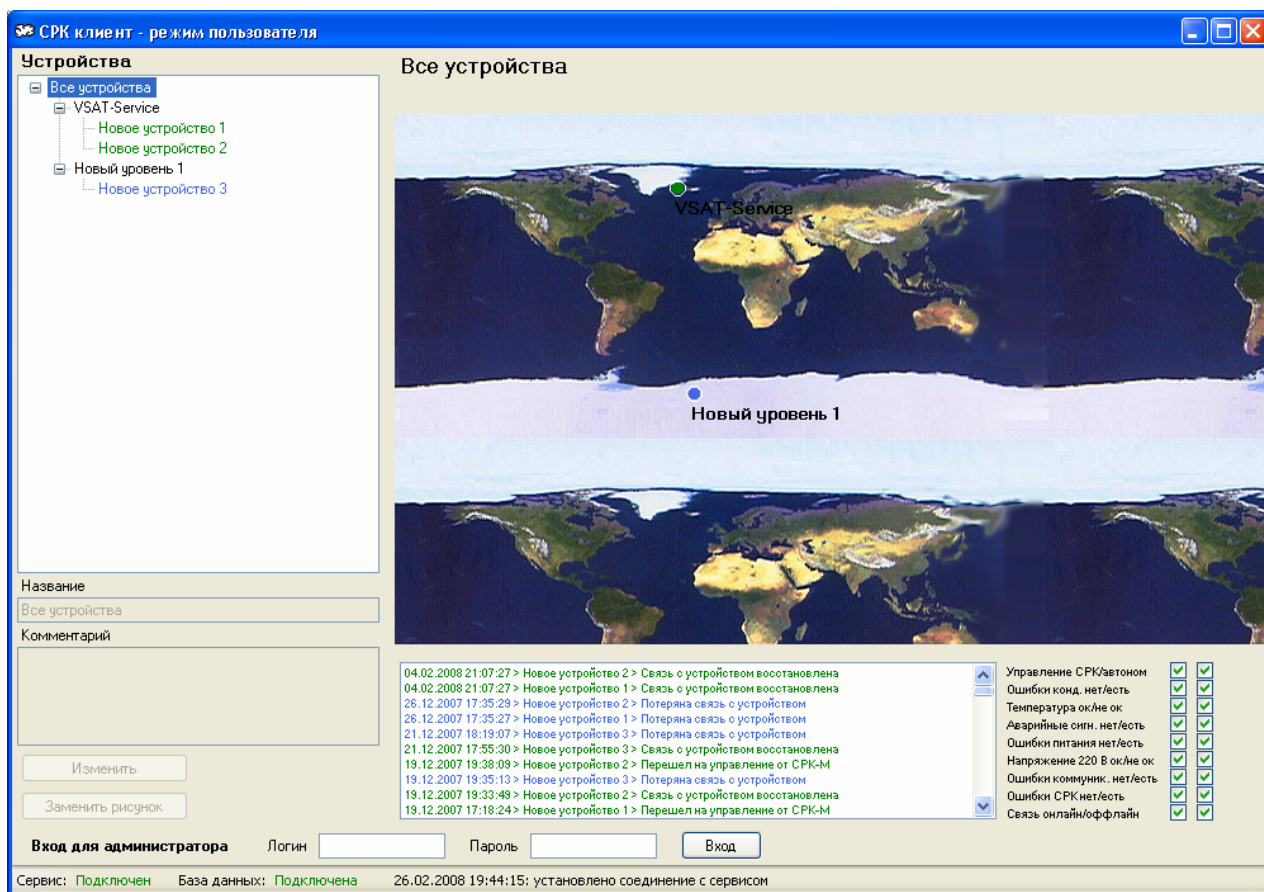 СРК клиент - режим пользователя
Устройства
Все устройства
VSAT-Service
Новое устройство 1
Новое устройство 2
Новый уровень 1
Новое устройство 3
Название
Все устройства
Комментарий
Изменить
Заменить рисунок
Все устройства
VSAT-Service
Новый уровень 1
04.02.2008 21:07:27 > Новое устройство 2 > Связь с устройством восстановлена
04.02.2008 21:07:27 > Новое устройство 1 > Связь с устройством восстановлена
26.12.2007 17:35:29 > Новое устройство 2 > Потеряна связь с устройством
26.12.2007 17:35:27 > Новое устройство 1 > Потеряна связь с устройством
21.12.2007 18:19:07 > Новое устройство 3 > Потеряна связь с устройством
21.12.2007 17:55:30 > Новое устройство 3 > Связь с устройством восстановлена
19.12.2007 19:38:09 > Новое устройство 2 > Перешел на управление от СРК-М
19.12.2007 19:35:13 > Новое устройство 3 > Потеряна связь с устройством
19.12.2007 19:33:49 > Новое устройство 2 > Связь с устройством восстановлена
19.12.2007 17:18:24 > Новое устройство 1 > Перешел на управление от СРК-М
Управление СРК/автоном
Ошибки конд. нет/есть
Температура ок/не ок
Аварийные сигн. нет/есть
Ошибки питания нет/есть
Напряжение 220 В ок/не ок
Ошибки коммуник. нет/есть
Ошибки СРК нет/есть
Связь онлайн/оффлайн
Вход для администратора Логин Пароль Вход
Сервис: Подключен База данных: Подключена 26.02.2008 19:44:15: установлено соединение с сервисом